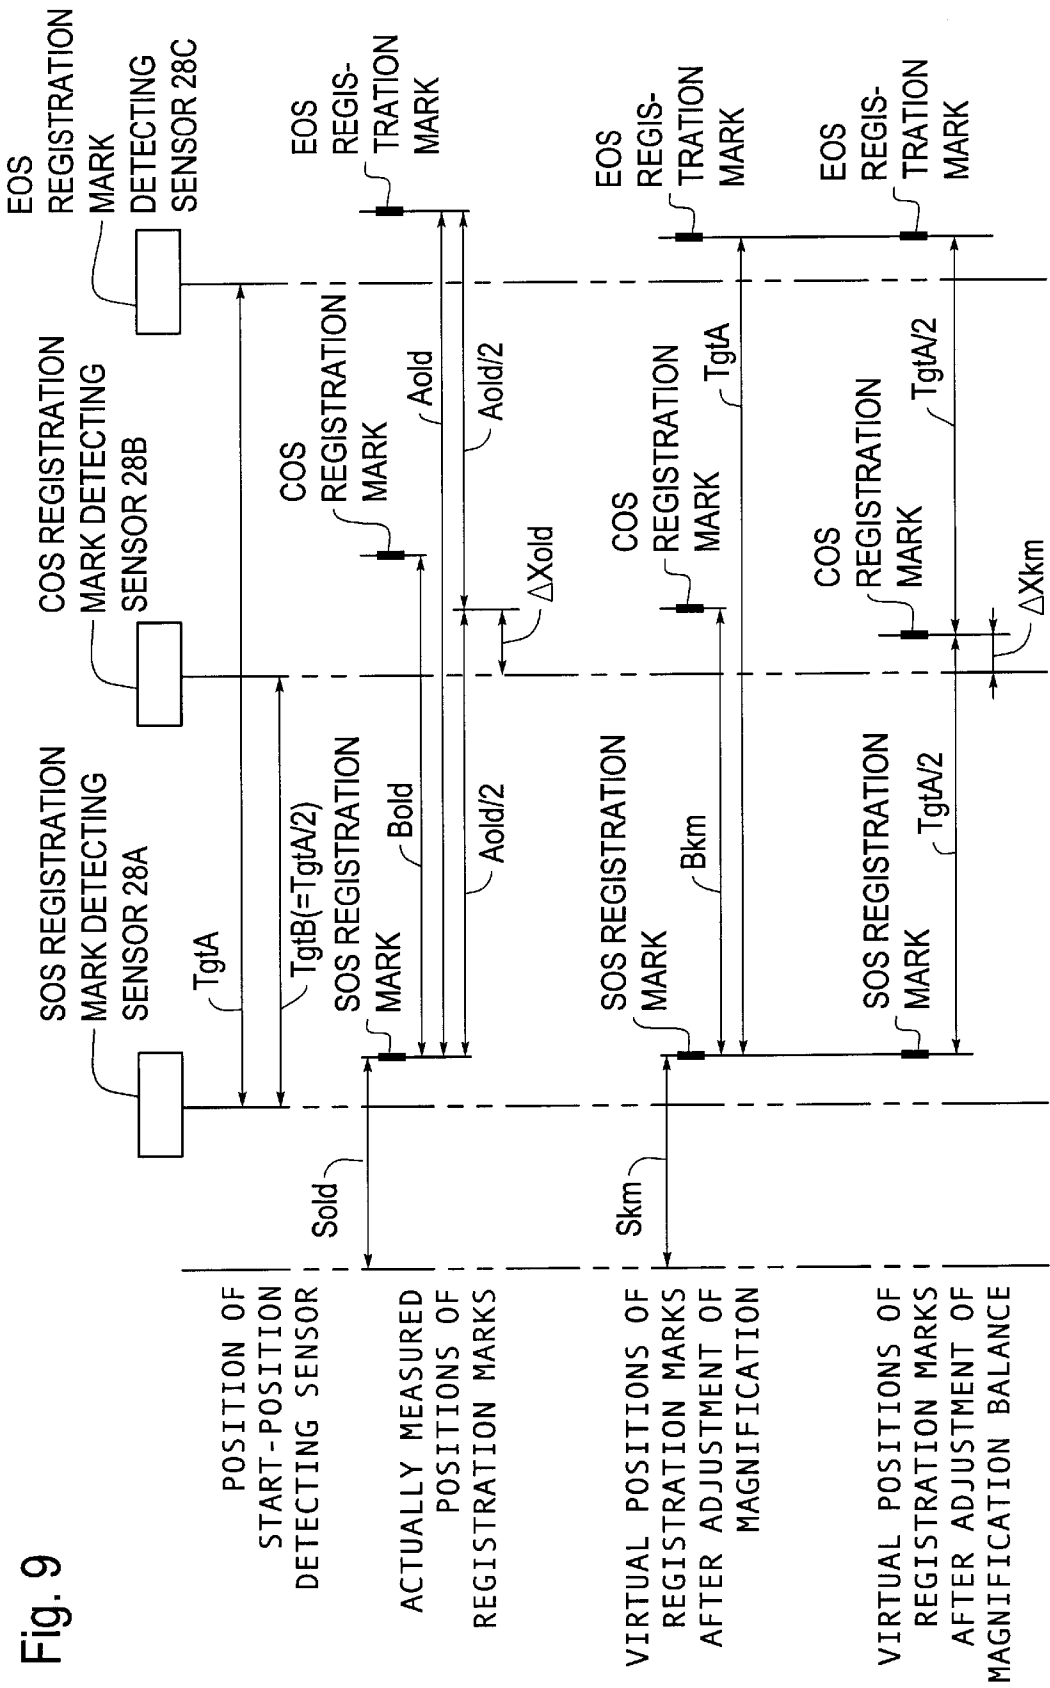 Fig. 9
SOS REGISTRATION
MARK DETECTING
SENSOR 28A
COS REGISTRATION
MARK DETECTING
SENSOR 28B
EOS
REGISTRATION
MARK
DETECTING
SENSOR 28C
POSITION OF
START-POSITION
DETECTING SENSOR
TgtA
TgtB(=TgtA/2)
ACTUALLY MEASURED
POSITIONS OF
REGISTRATION MARKS
Sold
SOS REGISTRATION
MARK
Bold
COS
REGISTRATION
MARK
EOS
REGIS-
TRATION
MARK
Aold
Aold/2
Aold/2
△Xold
VIRTUAL POSITIONS OF
REGISTRATION MARKS
AFTER ADJUSTMENT OF
MAGNIFICATION
Skm
SOS REGISTRATION
MARK
Bkm
COS
REGISTRATION
MARK
TgtA
EOS
REGIS-
TRATION
MARK
VIRTUAL POSITIONS OF
REGISTRATION MARKS
AFTER ADJUSTMENT OF
MAGNIFICATION BALANCE
SOS REGISTRATION
MARK
TgtA/2
COS
REGISTRATION
MARK
TgtA/2
EOS
REGIS-
TRATION
MARK
△Xkm